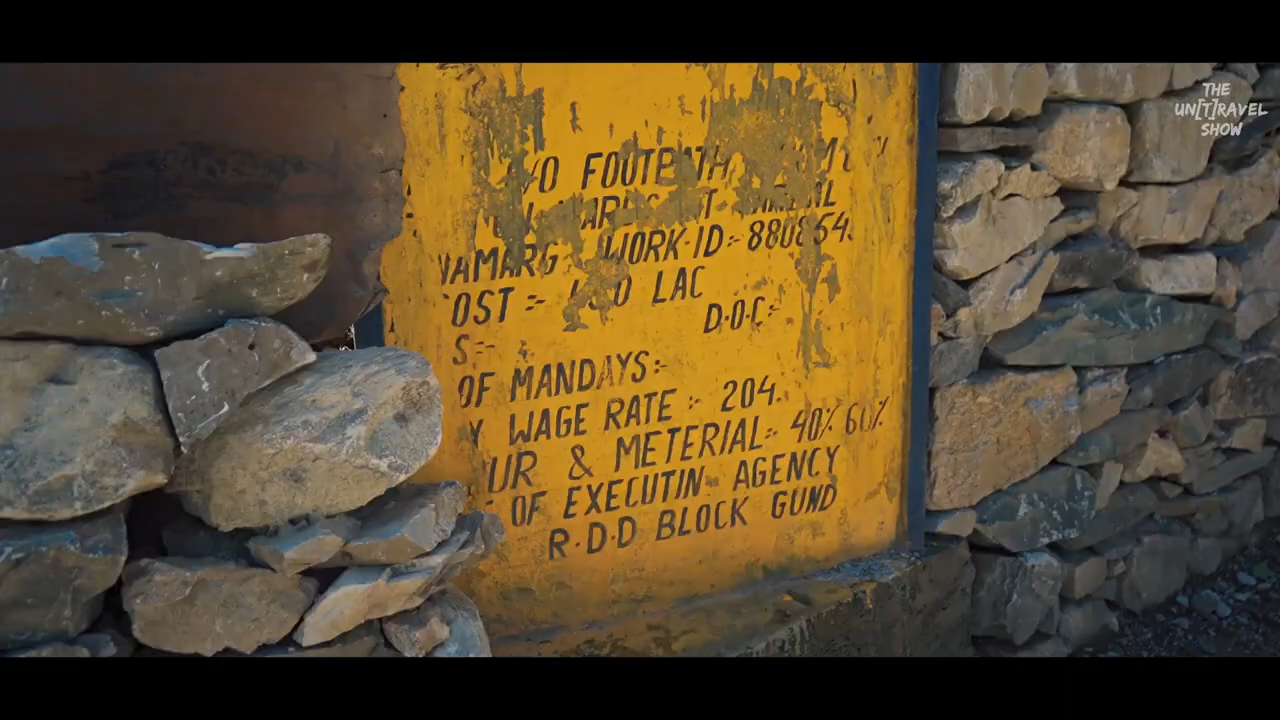 THE
UN[T]RAVEL
SHOW
FOOTPATH
WORK-ID:- 880854.
OST :- LAC
D.O.C:-
S:-
OF MANDAYS:-
Y WAGE RATE :- 204.
UR & METERIAL:- 40% 60%
OF EXECUTIN- AGENCY
R.D.D BLOCK GUND